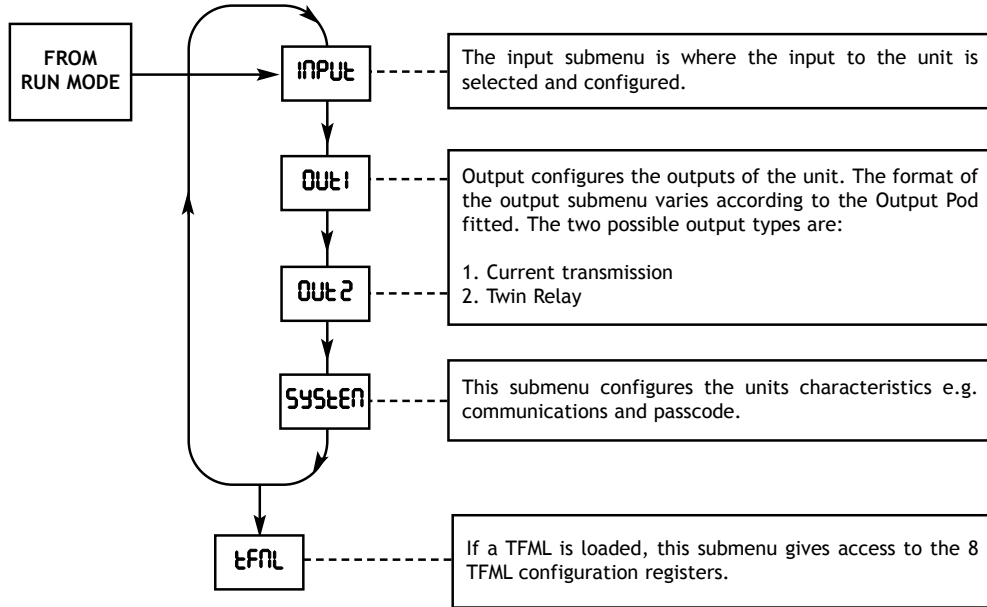 FROM
RUN MODE
INPUt
The input submenu is where the input to the unit is
selected and configured.
OUt1
Output configures the outputs of the unit. The format of
the output submenu varies according to the Output Pod
fitted. The two possible output types are:
1. Current transmission
2. Twin Relay
OUt2
SYStEM
This submenu configures the units characteristics e.g.
communications and passcode.
tFML
If a TFML is loaded, this submenu gives access to the 8
TFML configuration registers.